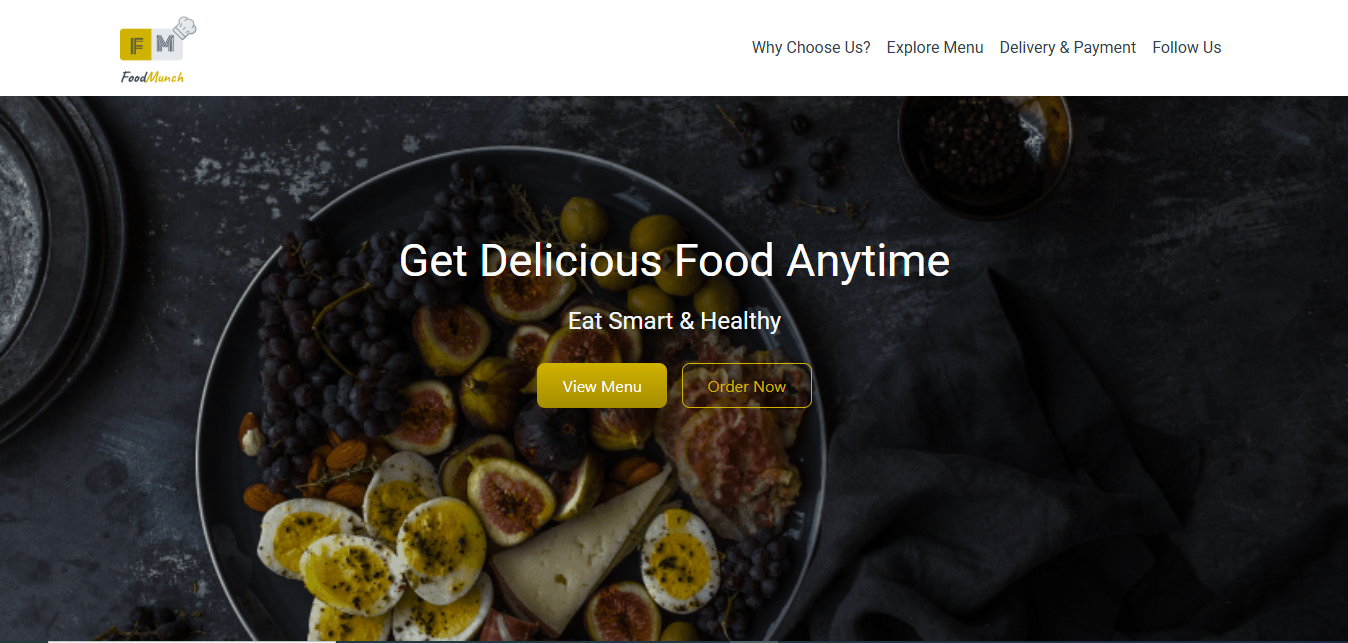 F M
FoodMunch
Why Choose Us? Explore Menu Delivery & Payment Follow Us
Get Delicious Food Anytime
Eat Smart & Healthy
View Menu Order Now